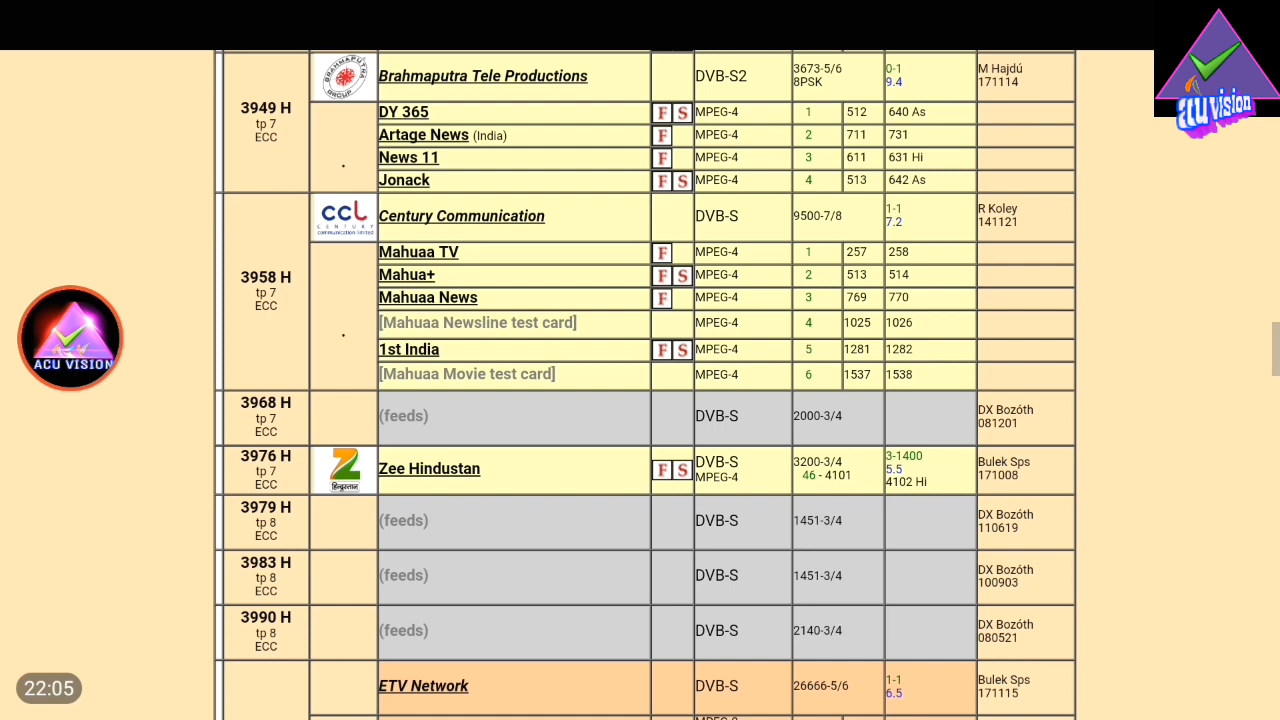 BRAHMAPUTRA
GROUP
Brahmaputra Tele Productions
DVB-S2
3673-5/6
8PSK
0-1
9.4
M Hajdú
171114
3949 H
tp 7
ECC
DY 365 F S MPEG-4 1 512 640 As
Artage News (India) F MPEG-4 2 711 731
News 11 F MPEG-4 3 611 631 Hi
Jonack F S MPEG-4 4 513 642 As
ccl
CENTURY
communication limited
Century Communication
DVB-S
9500-7/8
1-1
7.2
R Koley
141121
3958 H
tp 7
ECC
Mahuaa TV F MPEG-4 1 257 258
Mahua+ F S MPEG-4 2 513 514
Mahuaa News F MPEG-4 3 769 770
[Mahuaa Newsline test card] MPEG-4 4 1025 1026
1st India F S MPEG-4 5 1281 1282
[Mahuaa Movie test card] MPEG-4 6 1537 1538
3968 H
tp 7
ECC
(feeds) DVB-S 2000-3/4
DX Bozóth
081201
3976 H
tp 7
ECC
हिन्दुस्तान
Zee Hindustan F S
DVB-S
MPEG-4
3200-3/4
46 - 4101
3-1400
5.5
4102 Hi
Bulek Sps
171008
3979 H
tp 8
ECC
(feeds) DVB-S 1451-3/4
DX Bozóth
110619
3983 H
tp 8
ECC
(feeds) DVB-S 1451-3/4
DX Bozóth
100903
3990 H
tp 8
ECC
(feeds) DVB-S 2140-3/4
DX Bozóth
080521
ETV Network
DVB-S
26666-5/6
1-1
6.5
Bulek Sps
171115
acu vision
ACU VISION
22:05